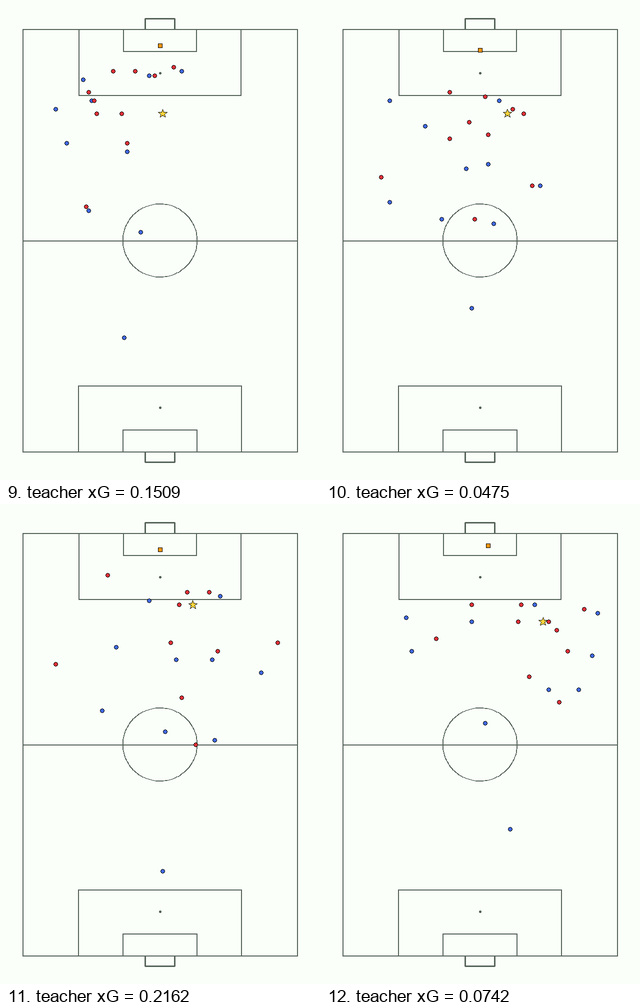 9. teacher xG = 0.1509
10. teacher xG = 0.0475
11. teacher xG = 0.2162
12. teacher xG = 0.0742